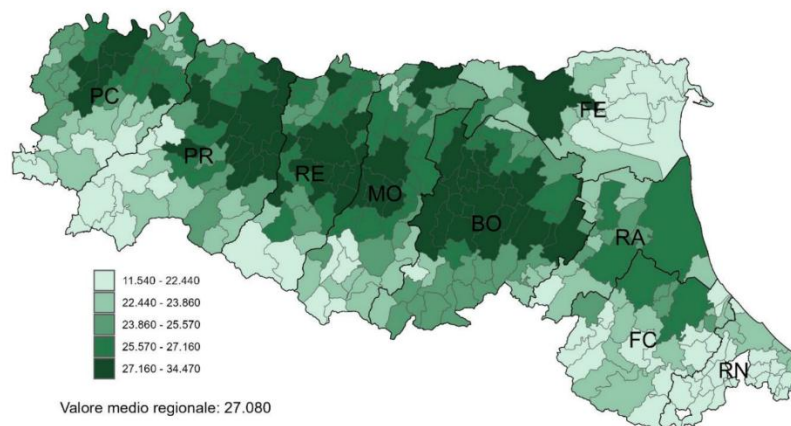 PC
PR
RE
MO
BO
FE
RA
FC
RN
11.540 - 22.440
22.440 - 23.860
23.860 - 25.570
25.570 - 27.160
27.160 - 34.470
Valore medio regionale: 27.080